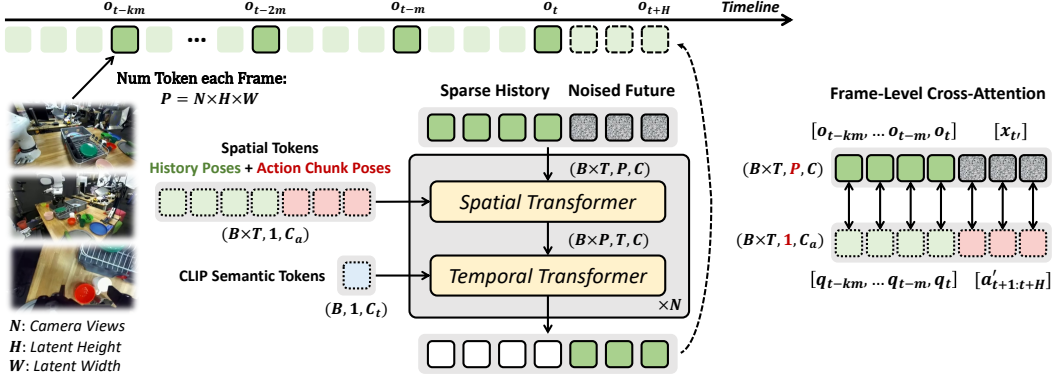 o_{t-km} o_{t-2m} o_{t-m} o_t o_{t+H} Timeline
...
Num Token each Frame:
P = N×H×W
Sparse History Noised Future
Frame-Level Cross-Attention
[o_{t-km}, ... o_{t-m}, o_t] [x_{t'}]
Spatial Tokens
History Poses + Action Chunk Poses
(B×T, P, C)
(B×T, P, C)
Spatial Transformer
(B×T, 1, C_a)
(B×P, T, C)
(B×T, 1, C_a)
CLIP Semantic Tokens
Temporal Transformer
[q_{t-km}, ... q_{t-m}, q_t] [a'_{t+1:t+H}]
(B, 1, C_t)
×N
N: Camera Views
H: Latent Height
W: Latent Width